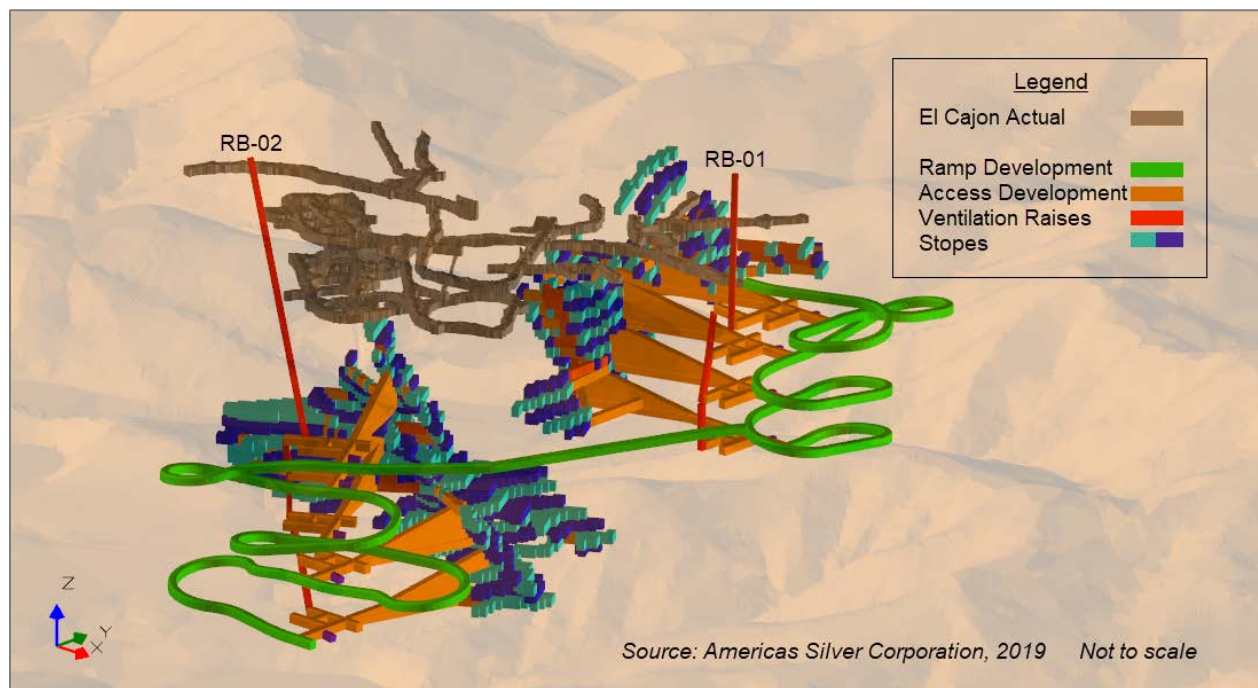 Legend
El Cajon Actual
Ramp Development
Access Development
Ventilation Raises
Stopes
RB-02
RB-01
Z
Y
X
Source: Americas Silver Corporation, 2019 Not to scale